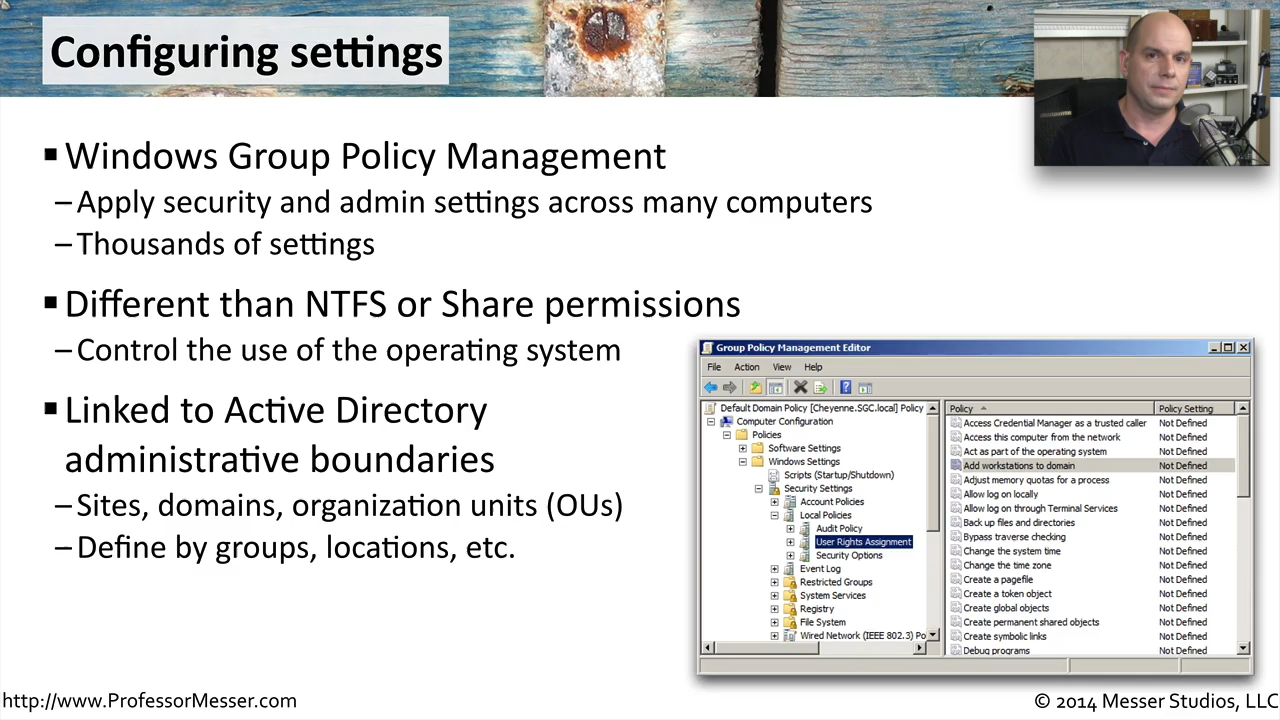 Configuring settings
▪ Windows Group Policy Management
– Apply security and admin settings across many computers
– Thousands of settings
▪ Different than NTFS or Share permissions
– Control the use of the operating system
▪ Linked to Active Directory
administrative boundaries
– Sites, domains, organization units (OUs)
– Define by groups, locations, etc.
Group Policy Management Editor
File Action View Help
Default Domain Policy [Cheyenne.SGC.local] Policy
Computer Configuration
Policies
Software Settings
Windows Settings
Scripts (Startup/Shutdown)
Security Settings
Account Policies
Local Policies
Audit Policy
User Rights Assignment
Security Options
Event Log
Restricted Groups
System Services
Registry
File System
Wired Network (IEEE 802.3) Po
Policy Policy Setting
Access Credential Manager as a trusted caller Not Defined
Access this computer from the network Not Defined
Act as part of the operating system Not Defined
Add workstations to domain Not Defined
Adjust memory quotas for a process Not Defined
Allow log on locally Not Defined
Allow log on through Terminal Services Not Defined
Back up files and directories Not Defined
Bypass traverse checking Not Defined
Change the system time Not Defined
Change the time zone Not Defined
Create a pagefile Not Defined
Create a token object Not Defined
Create global objects Not Defined
Create permanent shared objects Not Defined
Create symbolic links Not Defined
Debug programs Not Defined
http://www.ProfessorMesser.com
© 2014 Messer Studios, LLC